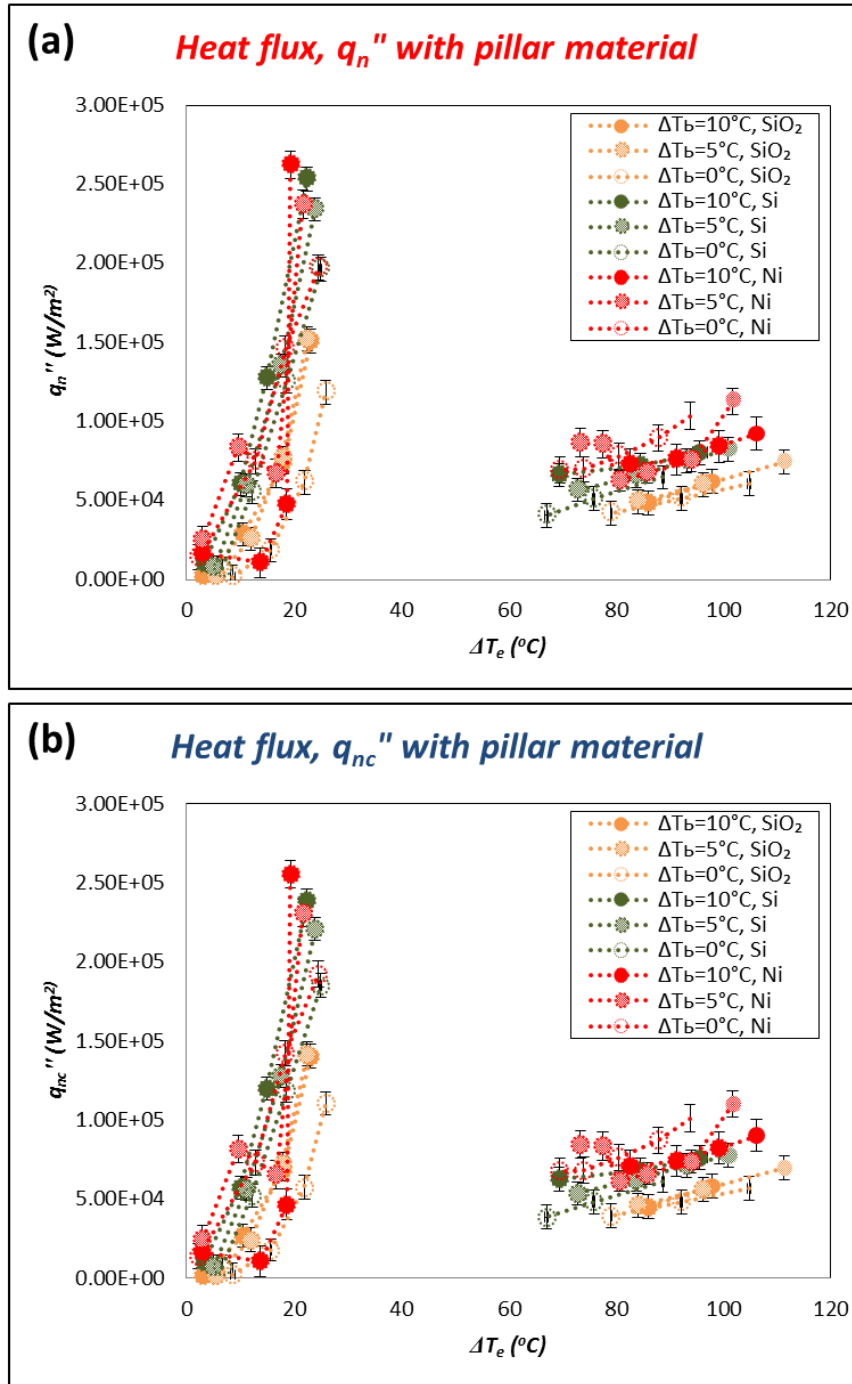 (a) Heat flux, qn" with pillar material
3.00E+05
2.50E+05
2.00E+05
1.50E+05
1.00E+05
5.00E+04
0.00E+00
qn" (W/m²)
0 20 40 60 80 100 120
ΔTe (°C)
ΔTb=10°C, SiO₂
ΔTb=5°C, SiO₂
ΔTb=0°C, SiO₂
ΔTb=10°C, Si
ΔTb=5°C, Si
ΔTb=0°C, Si
ΔTb=10°C, Ni
ΔTb=5°C, Ni
ΔTb=0°C, Ni
(b) Heat flux, qnc" with pillar material
3.00E+05
2.50E+05
2.00E+05
1.50E+05
1.00E+05
5.00E+04
0.00E+00
qnc" (W/m²)
0 20 40 60 80 100 120
ΔTe (°C)
ΔTb=10°C, SiO₂
ΔTb=5°C, SiO₂
ΔTb=0°C, SiO₂
ΔTb=10°C, Si
ΔTb=5°C, Si
ΔTb=0°C, Si
ΔTb=10°C, Ni
ΔTb=5°C, Ni
ΔTb=0°C, Ni